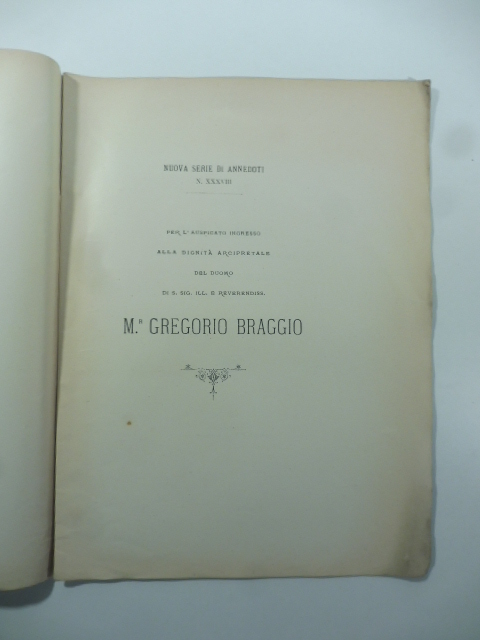 NUOVA SERIE DI ANNEDOTI
N. XXXVIII
PER L' AUSPICATO INGRESSO
ALLA DIGNITÀ ARCIPRETALE
DEL DUOMO
DI S. SIG. ILL. E REVERENDISS.
M.R GREGORIO BRAGGIO